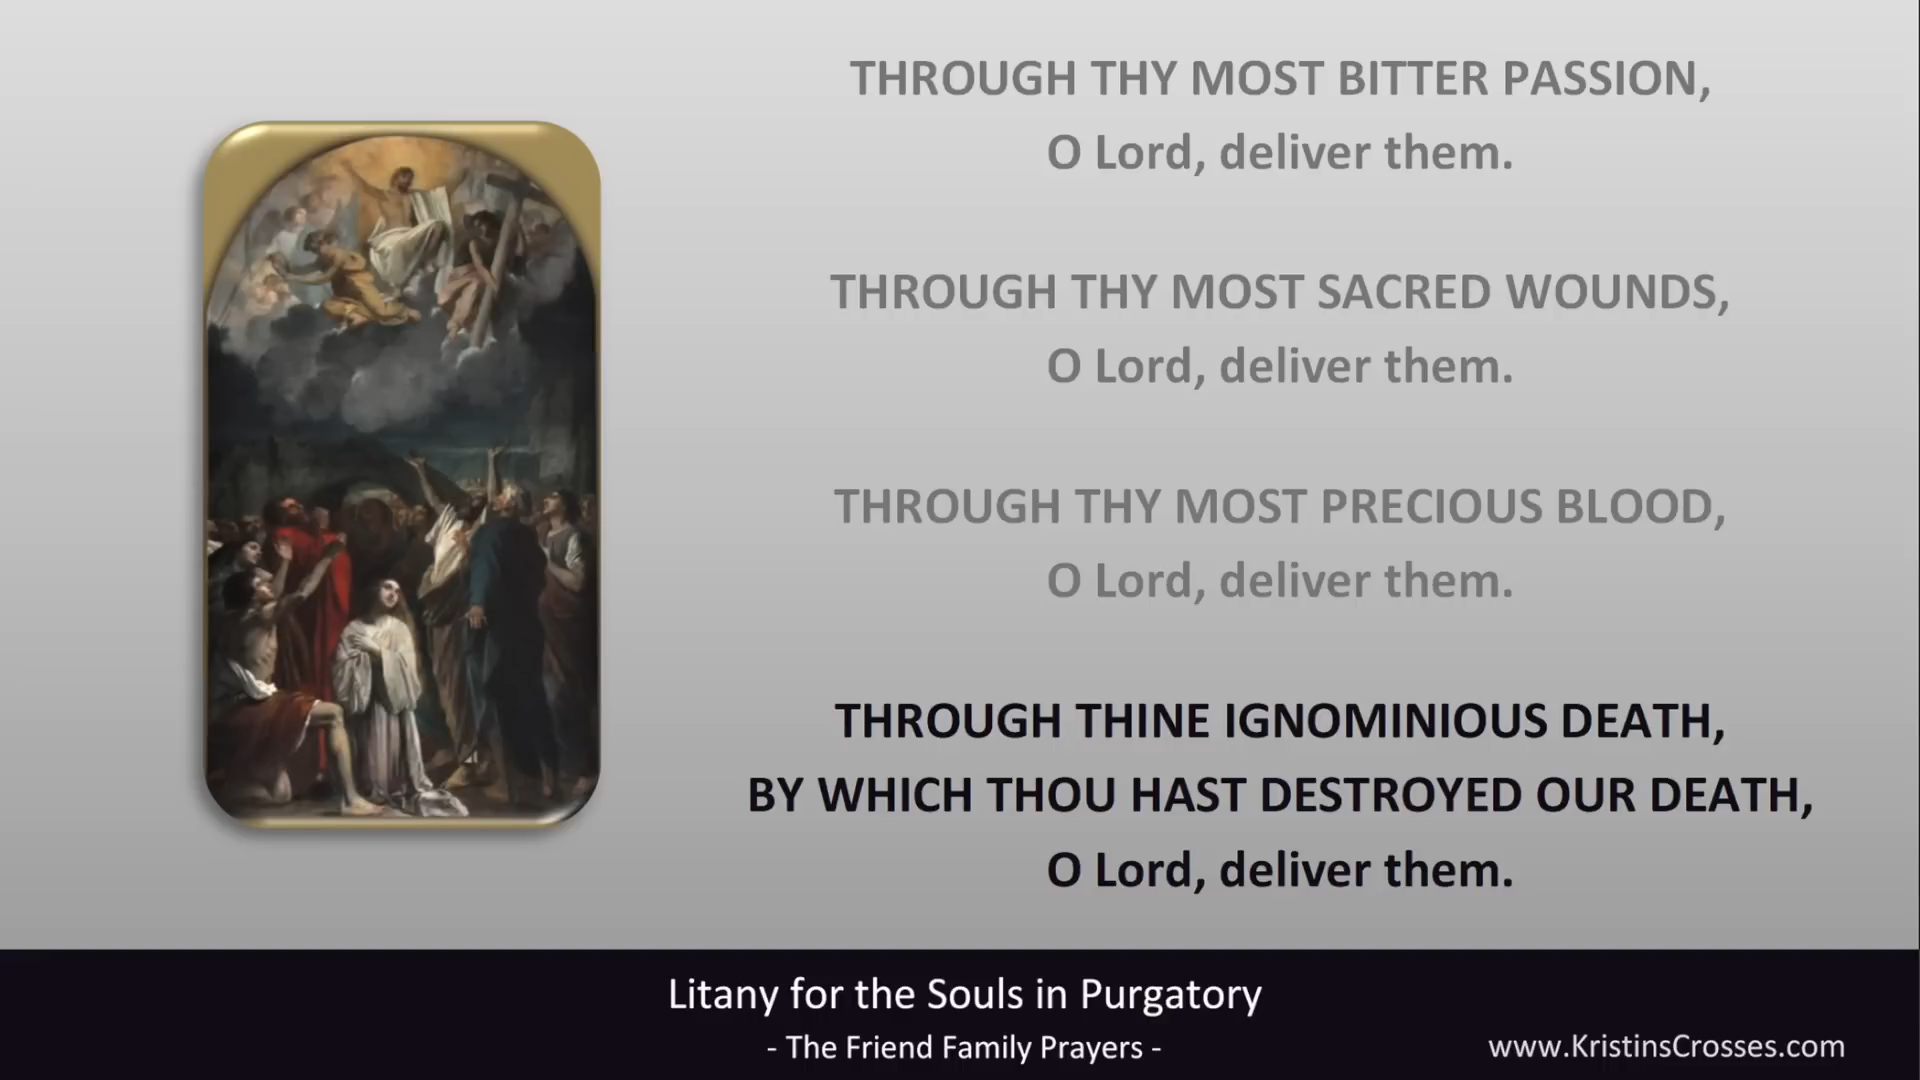 THROUGH THY MOST BITTER PASSION,
O Lord, deliver them.
THROUGH THY MOST SACRED WOUNDS,
O Lord, deliver them.
THROUGH THY MOST PRECIOUS BLOOD,
O Lord, deliver them.
THROUGH THINE IGNOMINIOUS DEATH,
BY WHICH THOU HAST DESTROYED OUR DEATH,
O Lord, deliver them.
Litany for the Souls in Purgatory
- The Friend Family Prayers -
www.KristinsCrosses.com